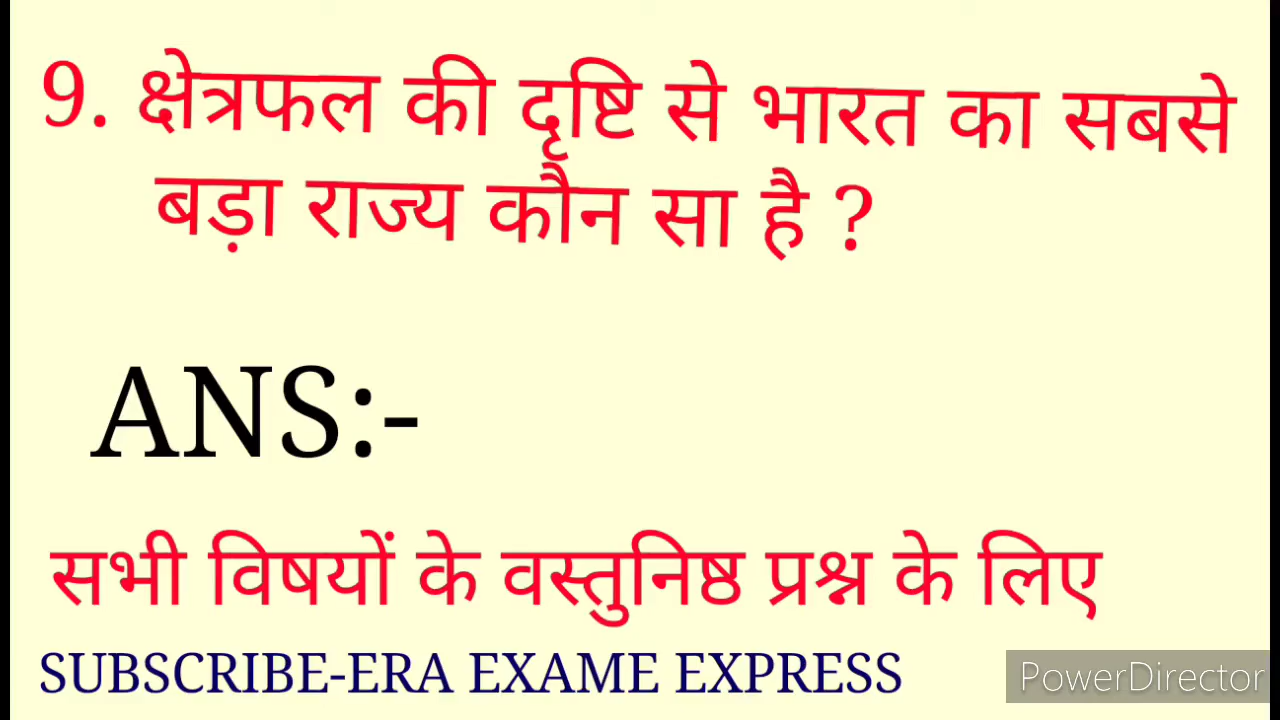 9. क्षेत्रफल की दृष्टि से भारत का सबसे
बड़ा राज्य कौन सा है ?
ANS:-
सभी विषयों के वस्तुनिष्ठ प्रश्न के लिए
SUBSCRIBE-ERA EXAME EXPRESS
PowerDirector